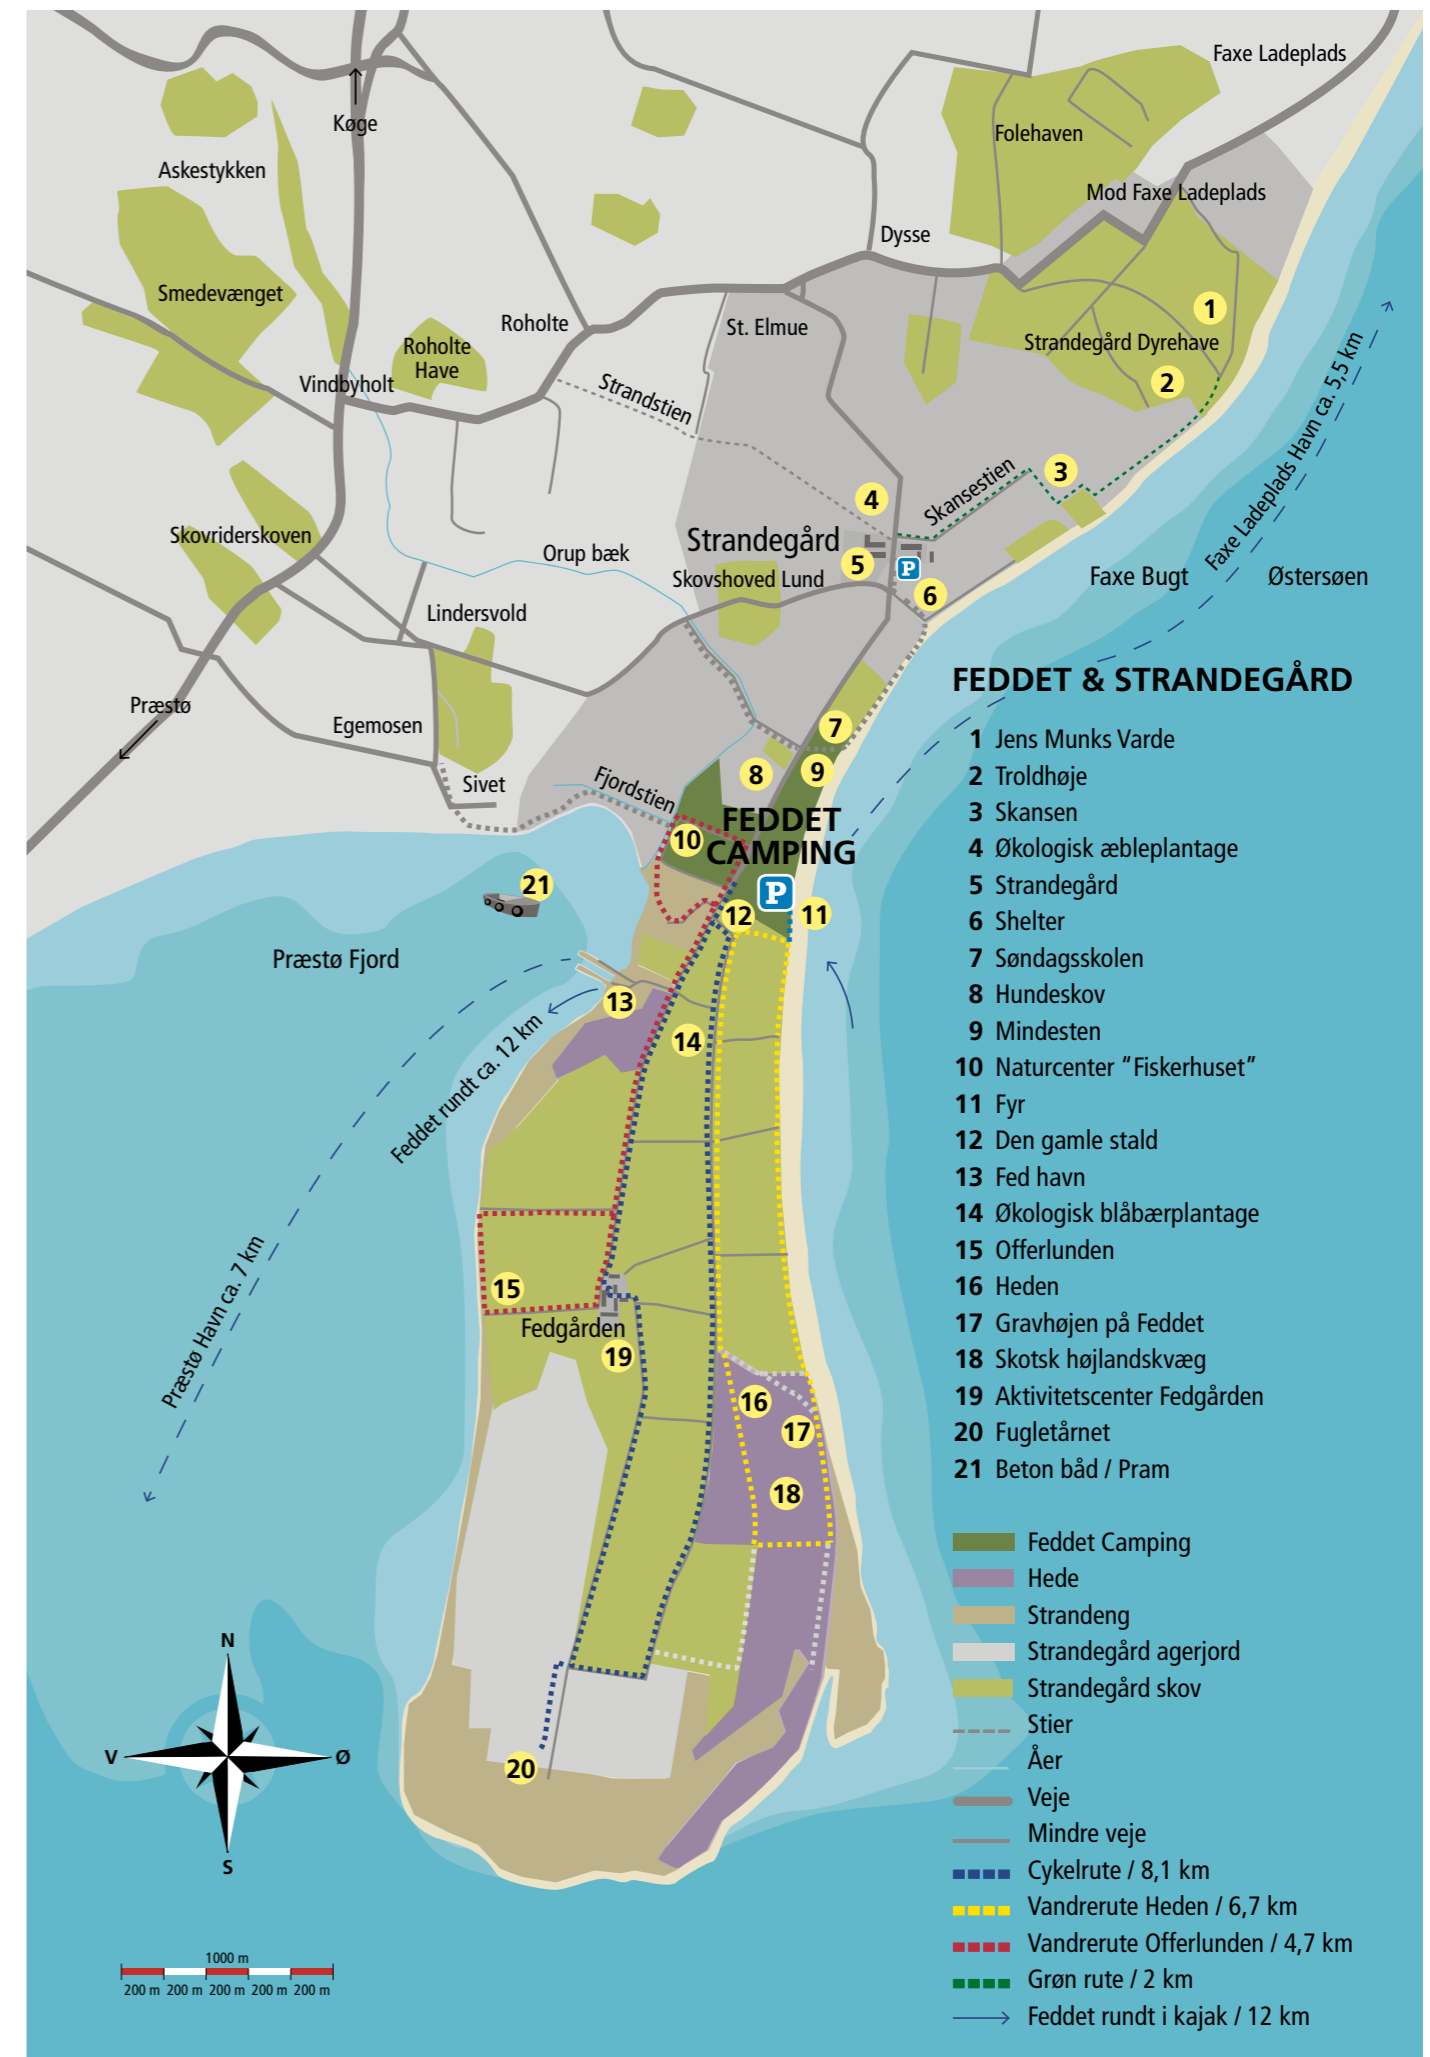 Faxe Ladeplads
Køge
Folehaven
Askestykken
Mod Faxe Ladeplads
Dysse
Smedevænget
Roholte
St. Elmue
1
Roholte
Have
Strandegård Dyrehave
Vindbyholt
Strandstien
2
Faxe Ladeplads Havn ca. 5,5 km
3
Skansestien
4
Skovriderskoven
Strandegård
Orup bæk
5
P
Skovshoved Lund
6
Faxe Bugt
Østersøen
Lindersvold
Præstø
Egemosen
7
8
9
Sivet
Fjordstien
FEDDET
CAMPING
10
P
21
12
11
Præstø Fjord
13
14
Feddet rundt ca. 12 km
Præstø Havn ca. 7 km
15
Fedgården
19
16
17
18
20
N
V
Ø
S
1000 m
200 m 200 m 200 m 200 m 200 m
FEDDET & STRANDEGÅRD
1 Jens Munks Varde
2 Troldhøje
3 Skansen
4 Økologisk æbleplantage
5 Strandegård
6 Shelter
7 Søndagsskolen
8 Hundeskov
9 Mindesten
10 Naturcenter “Fiskerhuset”
11 Fyr
12 Den gamle stald
13 Fed havn
14 Økologisk blåbærplantage
15 Offerlunden
16 Heden
17 Gravhøjen på Feddet
18 Skotsk højlandskvæg
19 Aktivitetscenter Fedgården
20 Fugletårnet
21 Beton båd / Pram
Feddet Camping
Hede
Strandeng
Strandegård agerjord
Strandegård skov
Stier
Åer
Veje
Mindre veje
Cykelrute / 8,1 km
Vandrerute Heden / 6,7 km
Vandrerute Offerlunden / 4,7 km
Grøn rute / 2 km
Feddet rundt i kajak / 12 km